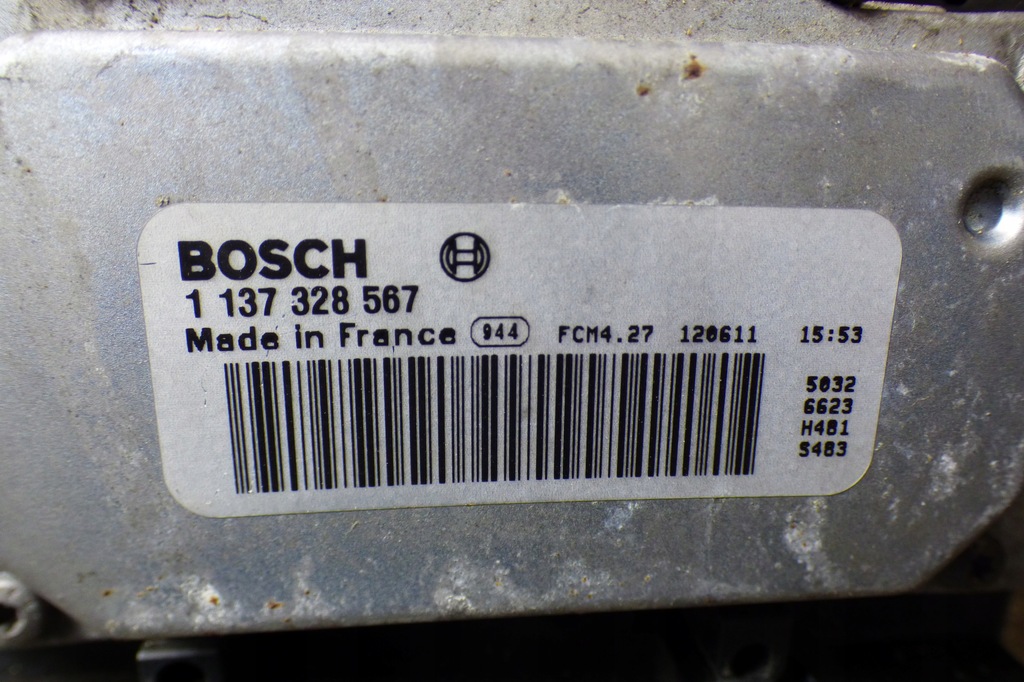 BOSCH
1 137 328 567
Made in France 944 FCM4.27 120611 15:53
5032
6623
H481
S483